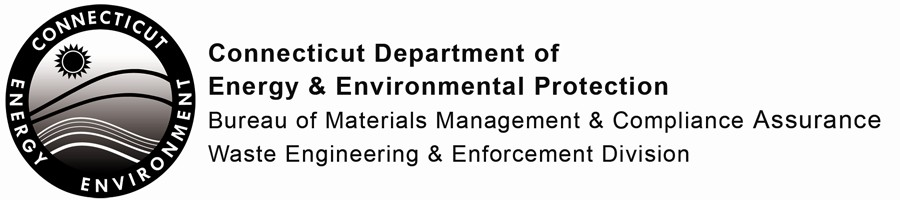 CONNECTICUT
ENERGY
ENVIRONMENT
Connecticut Department of
Energy & Environmental Protection
Bureau of Materials Management & Compliance Assurance
Waste Engineering & Enforcement Division